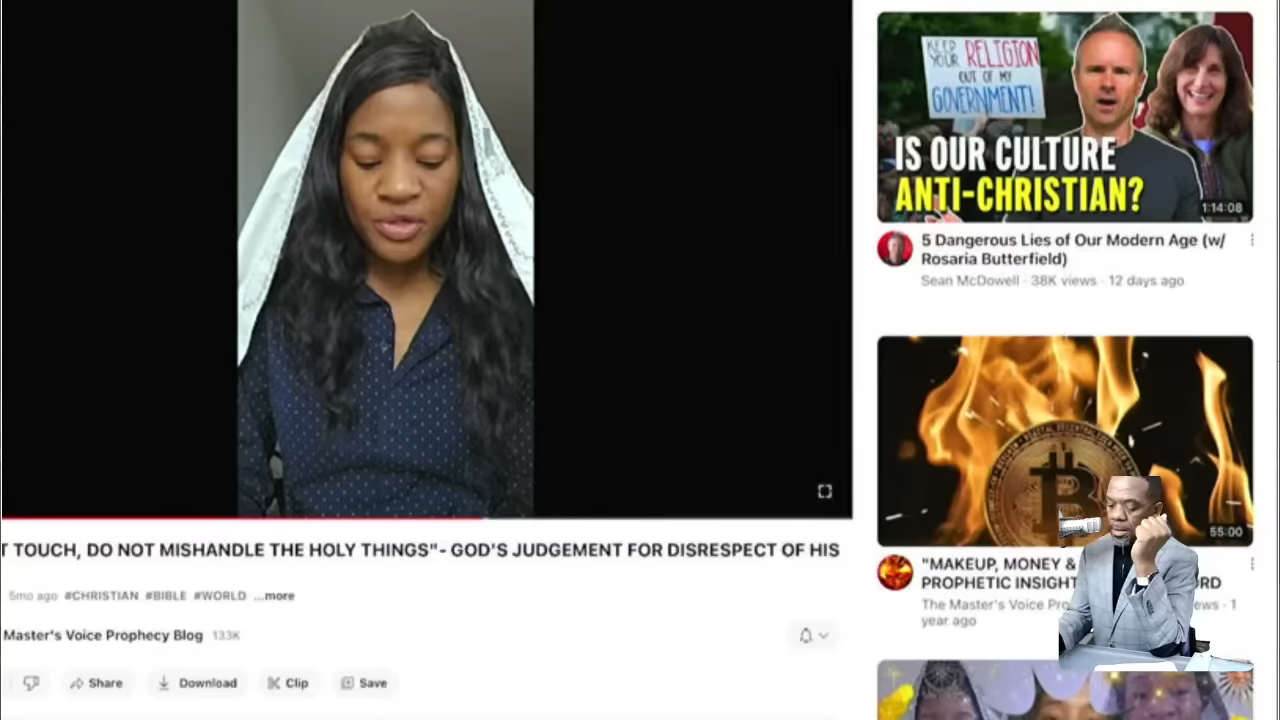 T TOUCH, DO NOT MISHANDLE THE HOLY THINGS"- GOD'S JUDGEMENT FOR DISRESPECT OF HIS
5mo ago #CHRISTIAN #BIBLE #WORLD ...more
Master's Voice Prophecy Blog 133K
Share Download Clip Save
KEEP
YOUR RELIGION
OUT OF MY
GOVERNMENT!
IS OUR CULTURE
ANTI-CHRISTIAN?
1:14:08
5 Dangerous Lies of Our Modern Age (w/
Rosaria Butterfield)
Sean McDowell · 38K views · 12 days ago
55:00
"MAKEUP, MONEY &
PROPHETIC INSIGHT
The Master's Voice · 1
year ago